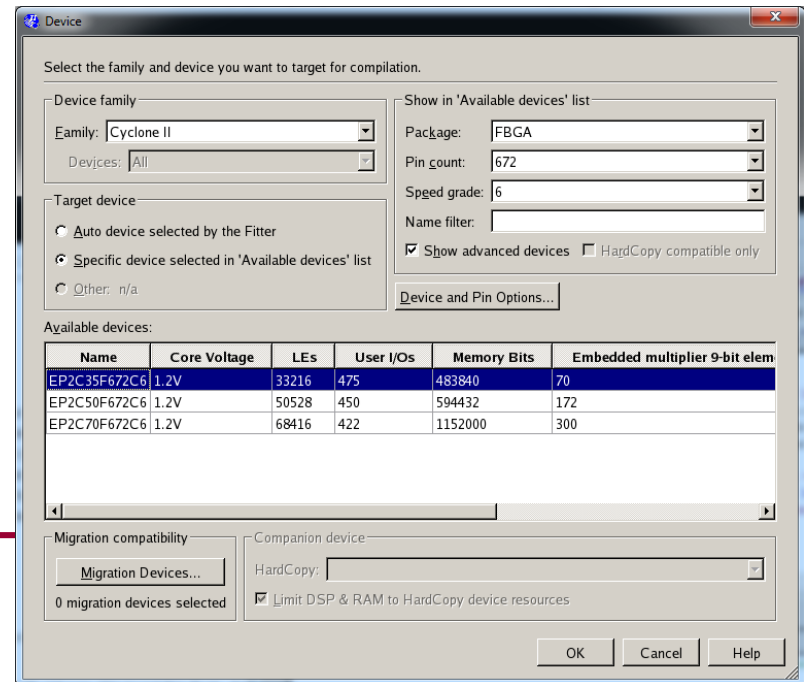 Device
Select the family and device you want to target for compilation.
Device family
Family: Cyclone II
Devices: All
Show in 'Available devices' list
Package: FBGA
Pin count: 672
Speed grade: 6
Name filter:
Show advanced devices HardCopy compatible only
Target device
Auto device selected by the Fitter
Specific device selected in 'Available devices' list
Other: n/a
Device and Pin Options...
Available devices:
Name Core Voltage LEs User I/Os Memory Bits Embedded multiplier 9-bit elem
EP2C35F672C6 1.2V 33216 475 483840 70
EP2C50F672C6 1.2V 50528 450 594432 172
EP2C70F672C6 1.2V 68416 422 1152000 300
Migration compatibility
Migration Devices...
0 migration devices selected
Companion device
HardCopy:
Limit DSP & RAM to HardCopy device resources
OK Cancel Help